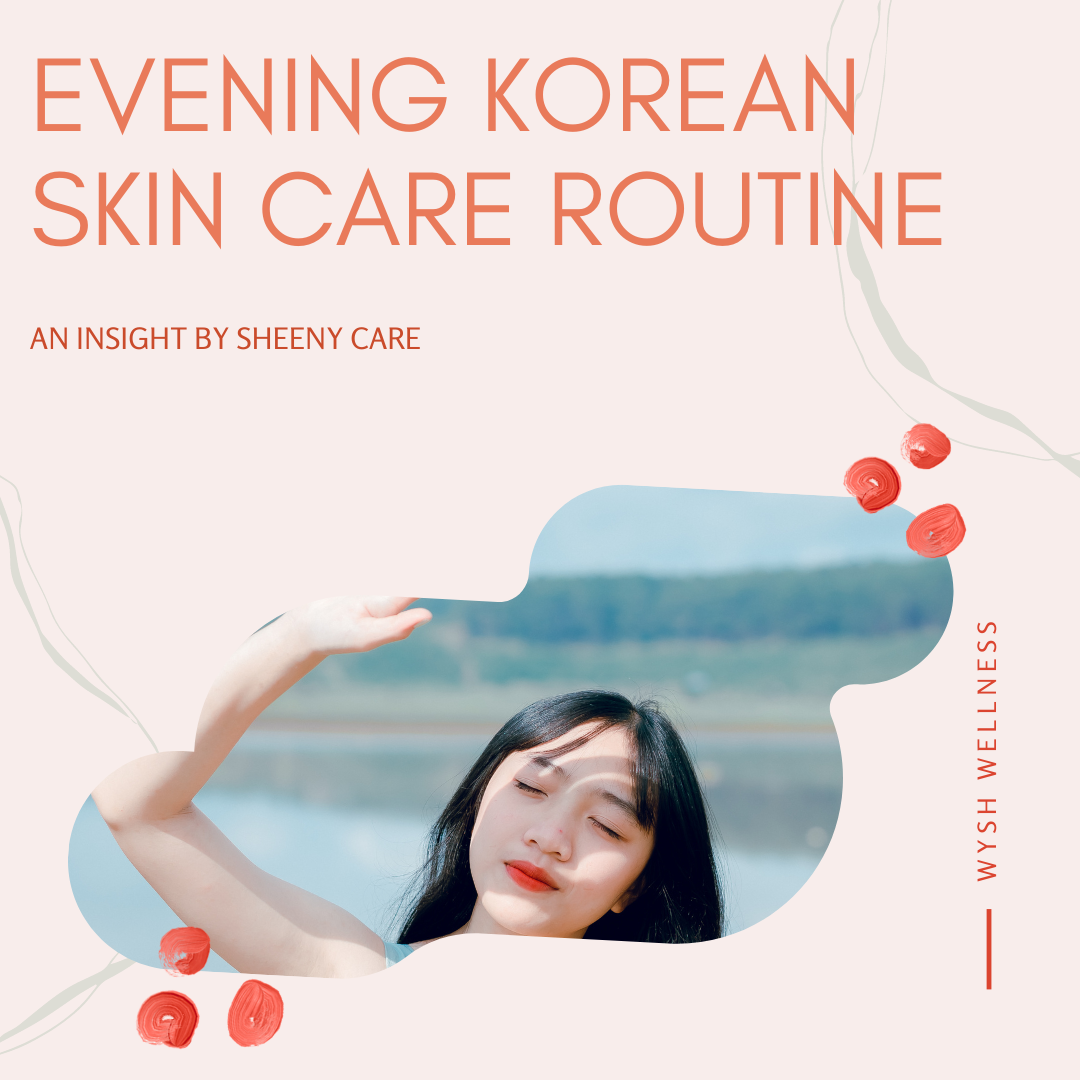 EVENING KOREAN
SKIN CARE ROUTINE
AN INSIGHT BY SHEENY CARE
WYSH WELLNESS